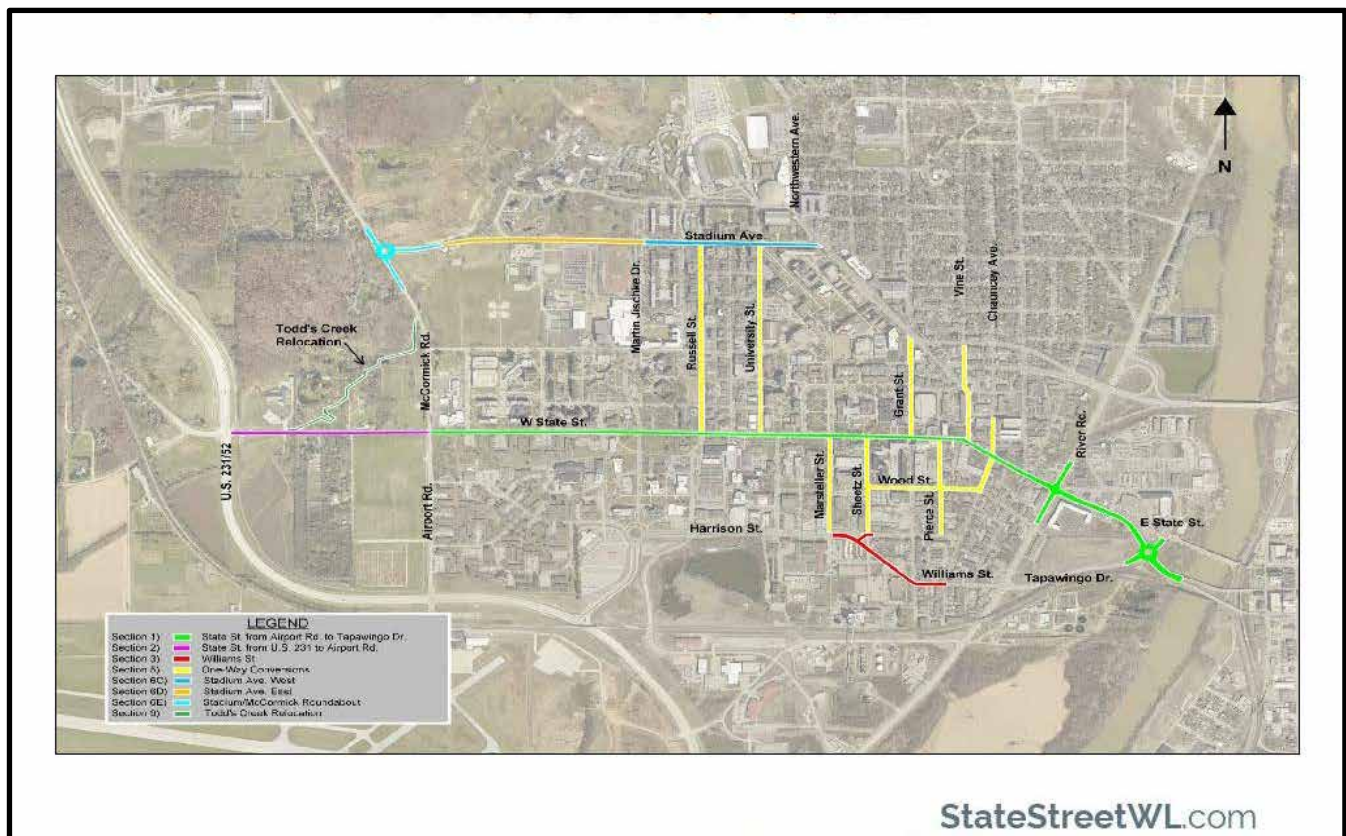 Northwestern Ave.
N
Stadium Ave.
Vine St.
Chauncey Ave.
Martin Jischke Dr.
Russell St.
University St.
Todd's Creek
Relocation
McCormick Rd.
Grant St.
W State St.
U.S. 231/52
River Rd.
Airport Rd.
Marsteller St.
Sheetz St.
Wood St.
Pierce St.
Harrison St.
E State St.
Williams St.
Tapawingo Dr.
LEGEND
Section 1) State St. from Airport Rd. to Tapawingo Dr.
Section 2) State St. from U.S. 231 to Airport Rd.
Section 3) Williams St
Section 5) One-Way Conversions
Section 6C) Stadium Ave. West
Section 6D) Stadium Ave. East
Section 6E) Stadium/McCormick Roundabout
Section 9) Todd's Creek Relocation
StateStreetWL.com